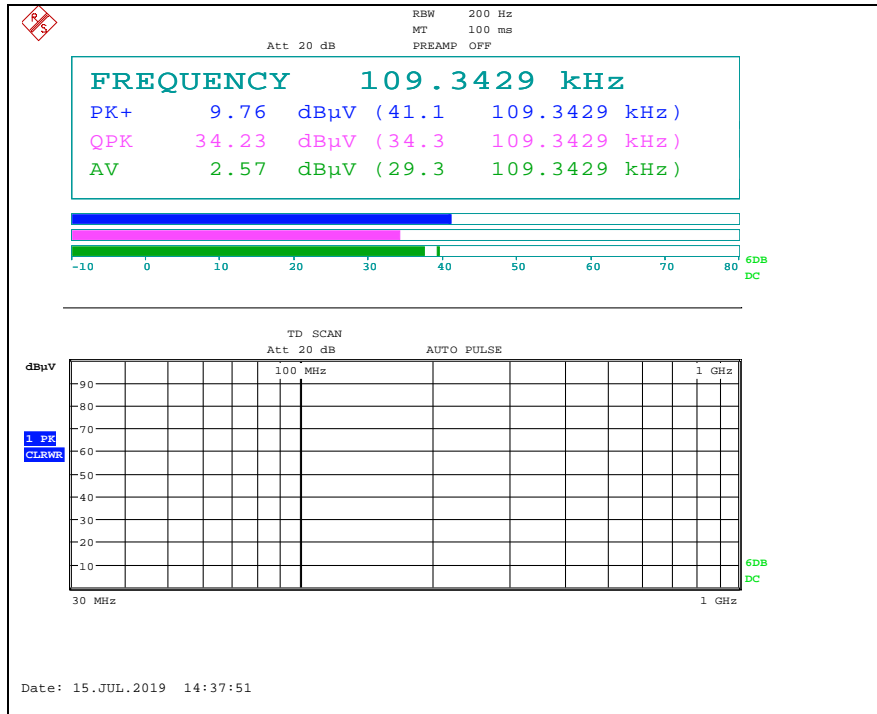 R
S
RBW 200 Hz
MT 100 ms
Att 20 dB PREAMP OFF
FREQUENCY 109.3429 kHz
PK+ 9.76 dBµV (41.1 109.3429 kHz)
QPK 34.23 dBµV (34.3 109.3429 kHz)
AV 2.57 dBµV (29.3 109.3429 kHz)
-10 0 10 20 30 40 50 60 70 80
6DB
DC
TD SCAN
Att 20 dB AUTO PULSE
dBµV
100 MHz 1 GHz
90
80
70
1 PK
CLRWR
60
50
40
30
20
10
6DB
DC
30 MHz 1 GHz
Date: 15.JUL.2019 14:37:51